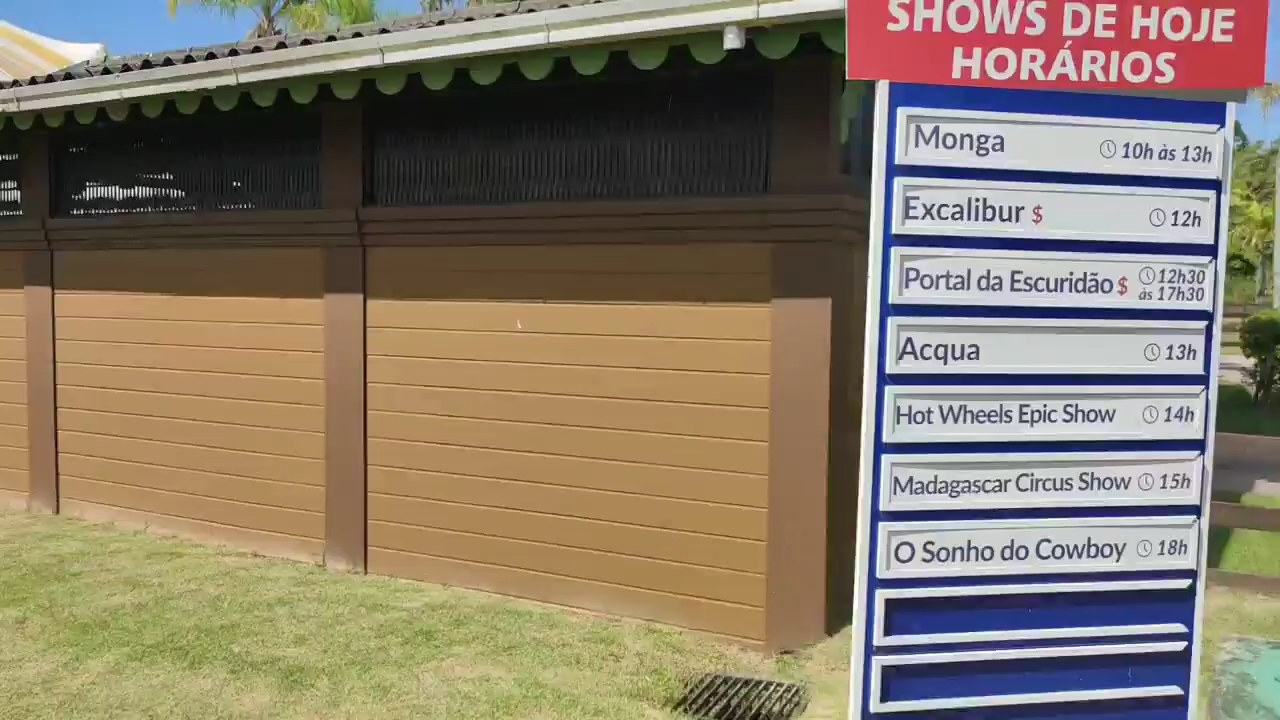 SHOWS DE HOJE
HORÁRIOS
Monga 10h às 13h
Excalibur $ 12h
Portal da Escuridão $ 12h30
às 17h30
Acqua 13h
Hot Wheels Epic Show 14h
Madagascar Circus Show 15h
O Sonho do Cowboy 18h